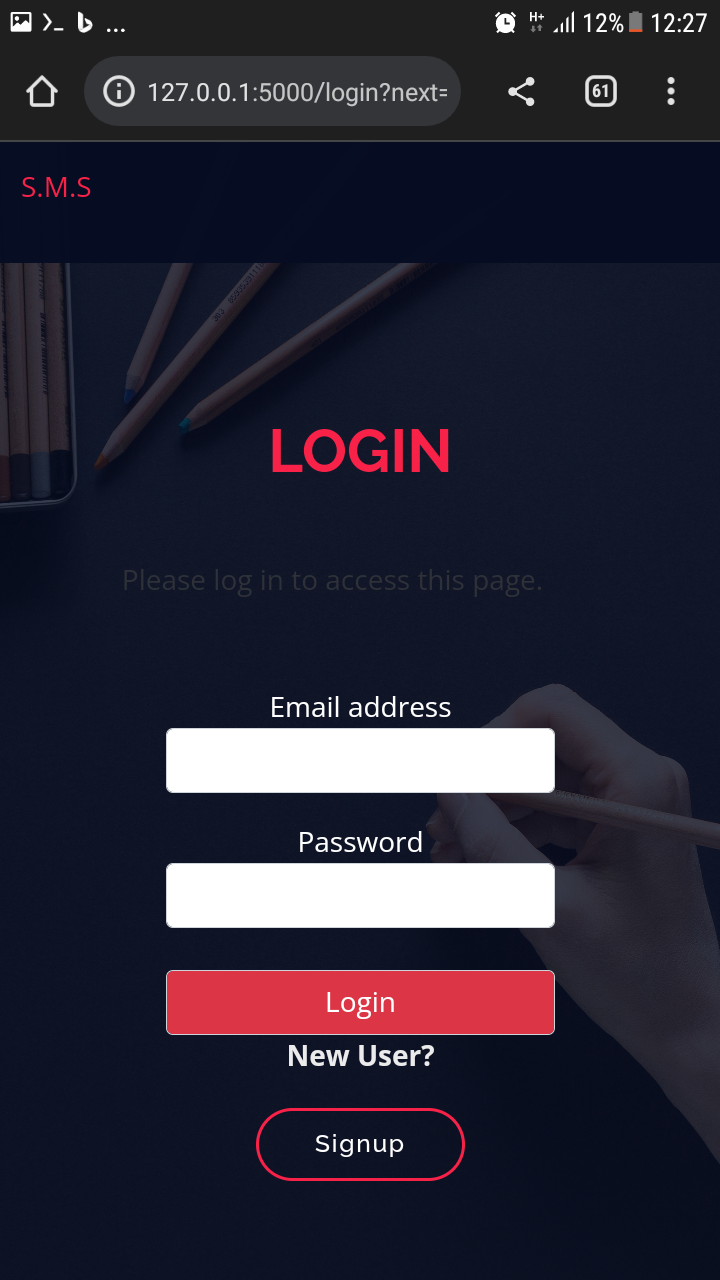 ... H+ 12% 12:27
127.0.0.1:5000/login?next= 61
S.M.S
LOGIN
Please log in to access this page.
Email address
Password
Login
New User?
Signup